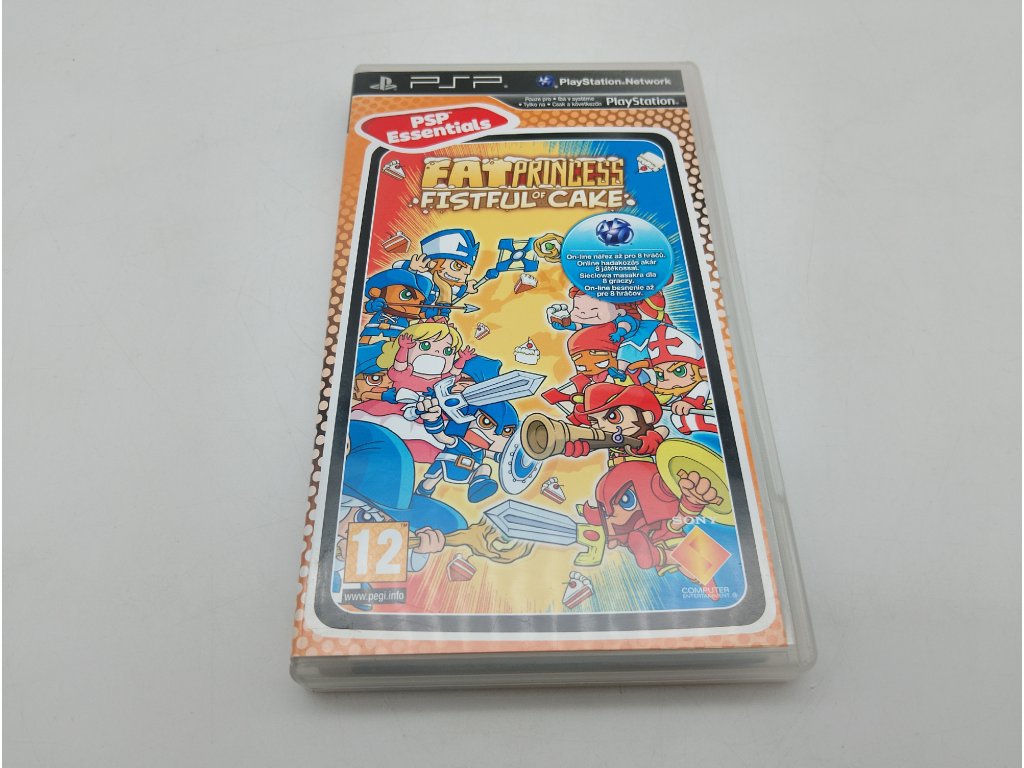 PSP
PlayStation®Network
Pouze pro • Iba v systéme
• Tylko na • Csak a következőn
PlayStation®
PSP™
Essentials
FAT PRINCESS
FISTFUL OF CAKE
On-line nářez až pro 8 hráčů.
Online hadakozás akár
8 játékossal.
Sieciowa masakra dla
8 graczy.
On-line besnenie až
pre 8 hráčov.
12
™
www.pegi.info
SONY
COMPUTER
ENTERTAINMENT ®